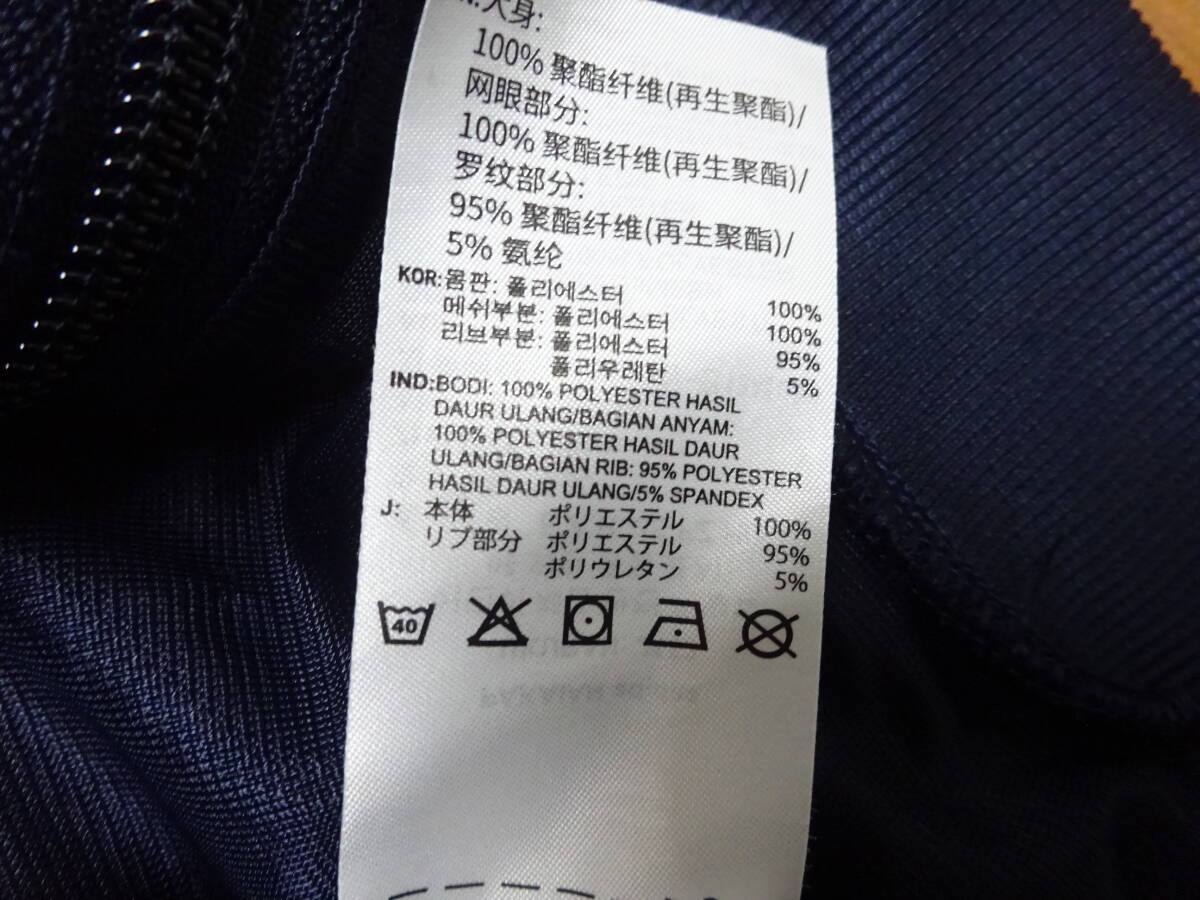 大身:
100% 聚酯纤维(再生聚酯)/
网眼部分:
100% 聚酯纤维(再生聚酯)/
罗纹部分:
95% 聚酯纤维(再生聚酯)/
5% 氨纶
KOR:몸판: 폴리에스터 100%
메쉬부분: 폴리에스터 100%
리브부분: 폴리에스터 95%
폴리우레탄 5%
IND:BODI: 100% POLYESTER HASIL
DAUR ULANG/BAGIAN ANYAM:
100% POLYESTER HASIL DAUR
ULANG/BAGIAN RIB: 95% POLYESTER
HASIL DAUR ULANG/5% SPANDEX
J: 本体 ポリエステル 100%
リブ部分 ポリエステル 95%
ポリウレタン 5%
40